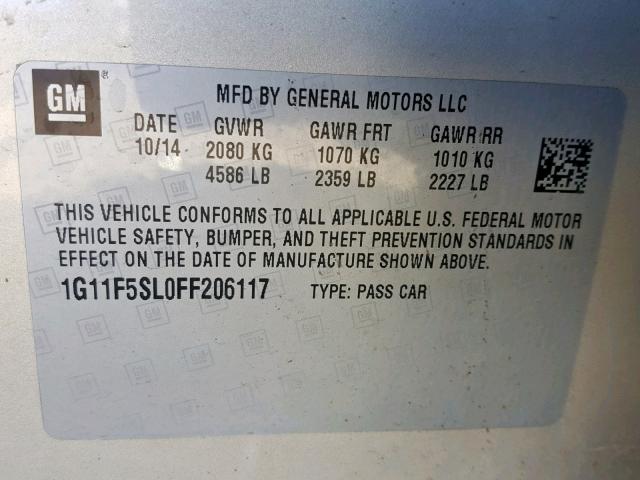 GM ®
MFD BY GENERAL MOTORS LLC
DATE GVWR GAWR FRT GAWR RR
10/14 2080 KG 1070 KG 1010 KG
4586 LB 2359 LB 2227 LB
THIS VEHICLE CONFORMS TO ALL APPLICABLE U.S. FEDERAL MOTOR
VEHICLE SAFETY, BUMPER, AND THEFT PREVENTION STANDARDS IN
EFFECT ON THE DATE OF MANUFACTURE SHOWN ABOVE.
1G11F5SL0FF206117 TYPE: PASS CAR